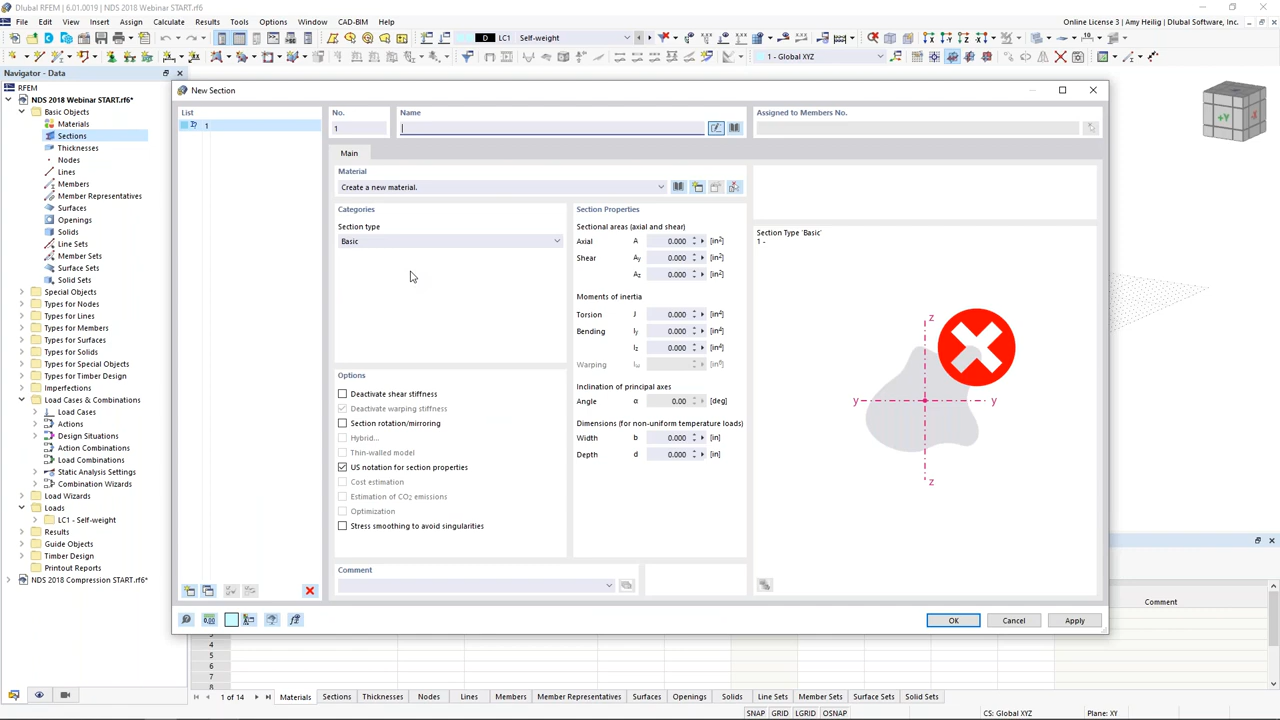 Dlubal RFEM | 6.01.0019 | NDS 2018 Webinar START.rf6*
File Edit View Insert Assign Calculate Results Tools Options Window CAD-BIM Help
Online License 3 | Amy Heilig | Dlubal Software, Inc.
D LC1 Self-weight
1 - Global XYZ
Navigator - Data
RFEM
NDS 2018 Webinar START.rf6*
Basic Objects
Materials
Sections
Thicknesses
Nodes
Lines
Members
Member Representatives
Surfaces
Openings
Solids
Line Sets
Member Sets
Surface Sets
Solid Sets
Special Objects
Types for Nodes
Types for Lines
Types for Members
Types for Surfaces
Types for Solids
Types for Special Objects
Types for Timber Design
Imperfections
Load Cases & Combinations
Load Cases
Actions
Design Situations
Action Combinations
Load Combinations
Static Analysis Settings
Combination Wizards
Load Wizards
Loads
LC1 - Self-weight
Results
Guide Objects
Timber Design
Printout Reports
NDS 2018 Compression START.rf6*
New Section
List
1
No.
1
Name
Assigned to Members No.
Main
Material
Create a new material.
Categories
Section type
Basic
Options
Deactivate shear stiffness
Deactivate warping stiffness
Section rotation/mirroring
Hybrid...
Thin-walled model
US notation for section properties
Cost estimation
Estimation of CO2 emissions
Optimization
Stress smoothing to avoid singularities
Comment
Section Properties
Sectional areas (axial and shear)
Axial A 0.000 [in²]
Shear Ay 0.000 [in²]
Az 0.000 [in²]
Moments of inertia
Torsion J 0.000 [in⁴]
Bending Iy 0.000 [in⁴]
Iz 0.000 [in⁴]
Warping Iω 0.000 [in⁶]
Inclination of principal axes
Angle α 0.00 [deg]
Dimensions (for non-uniform temperature loads)
Width b 0.000 [in]
Depth d 0.000 [in]
Section Type 'Basic'
1 -
z
y y
z
+Y -X
OK Cancel Apply
Comment
4
5
6
7
1 of 14 Materials Sections Thicknesses Nodes Lines Members Member Representatives Surfaces Openings Solids Line Sets Member Sets Surface Sets Solid Sets
SNAP GRID LGRID OSNAP CS: Global XYZ Plane: XY